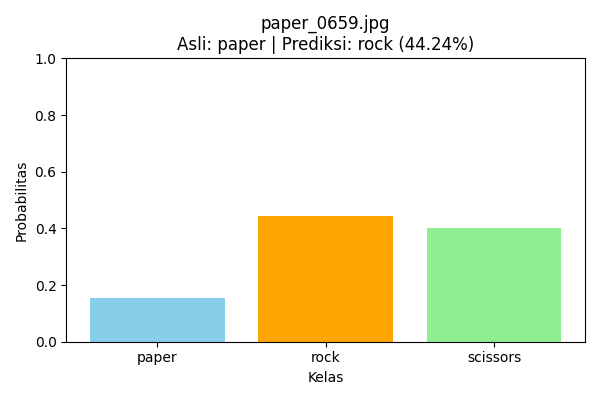 paper_0659.jpg
Asli: paper | Prediksi: rock (44.24%)
1.0
0.8
0.6
0.4
0.2
0.0
Probabilitas
paper rock scissors
Kelas